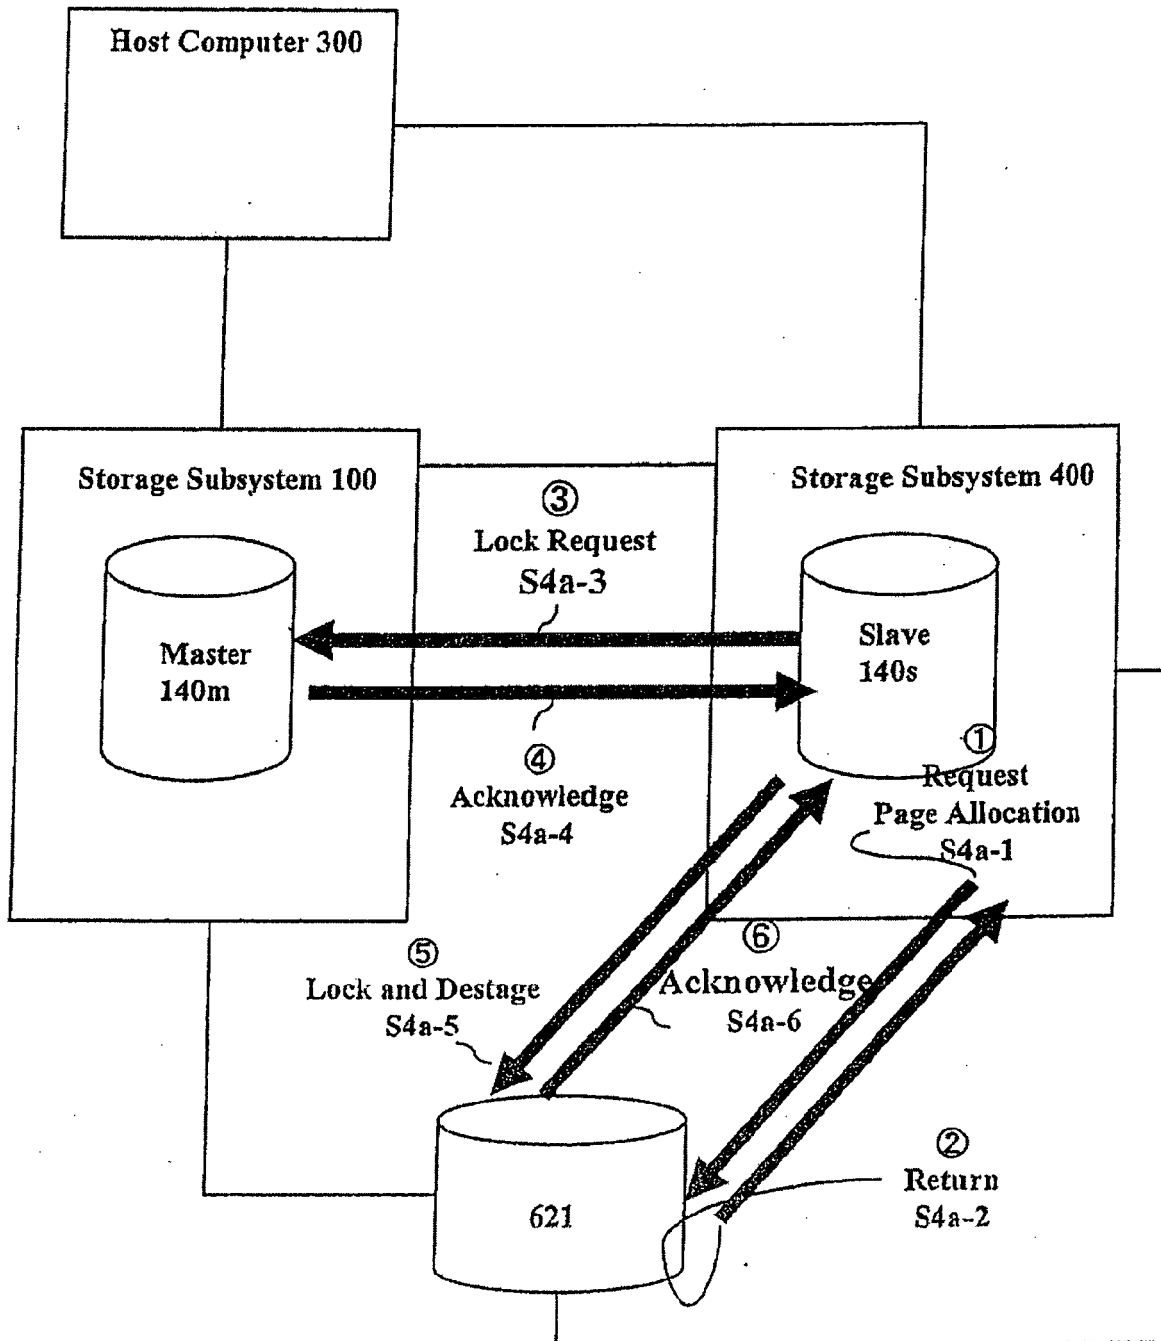 Host Computer 300
Storage Subsystem 100
Storage Subsystem 400
③
Lock Request
S4a-3
Master
140m
Slave
140s
④
Acknowledge
S4a-4
①
Request
Page Allocation
S4a-1
⑤
Lock and Destage
S4a-5
⑥
Acknowledge
S4a-6
②
Return
S4a-2
621